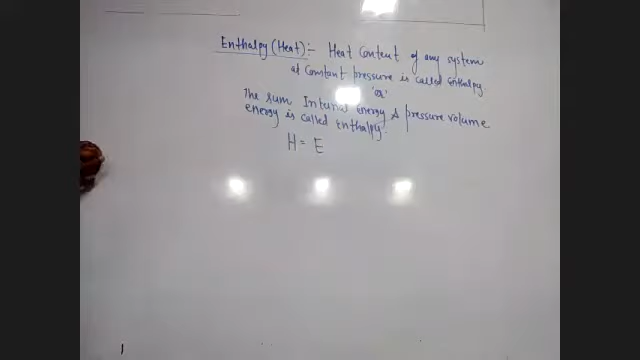 Enthalpy (Heat) :- Heat Content of any system
at Constant pressure is called enthalpy.
'or'
The sum Internal energy & pressure volume
energy is called Enthalpy.
H = E